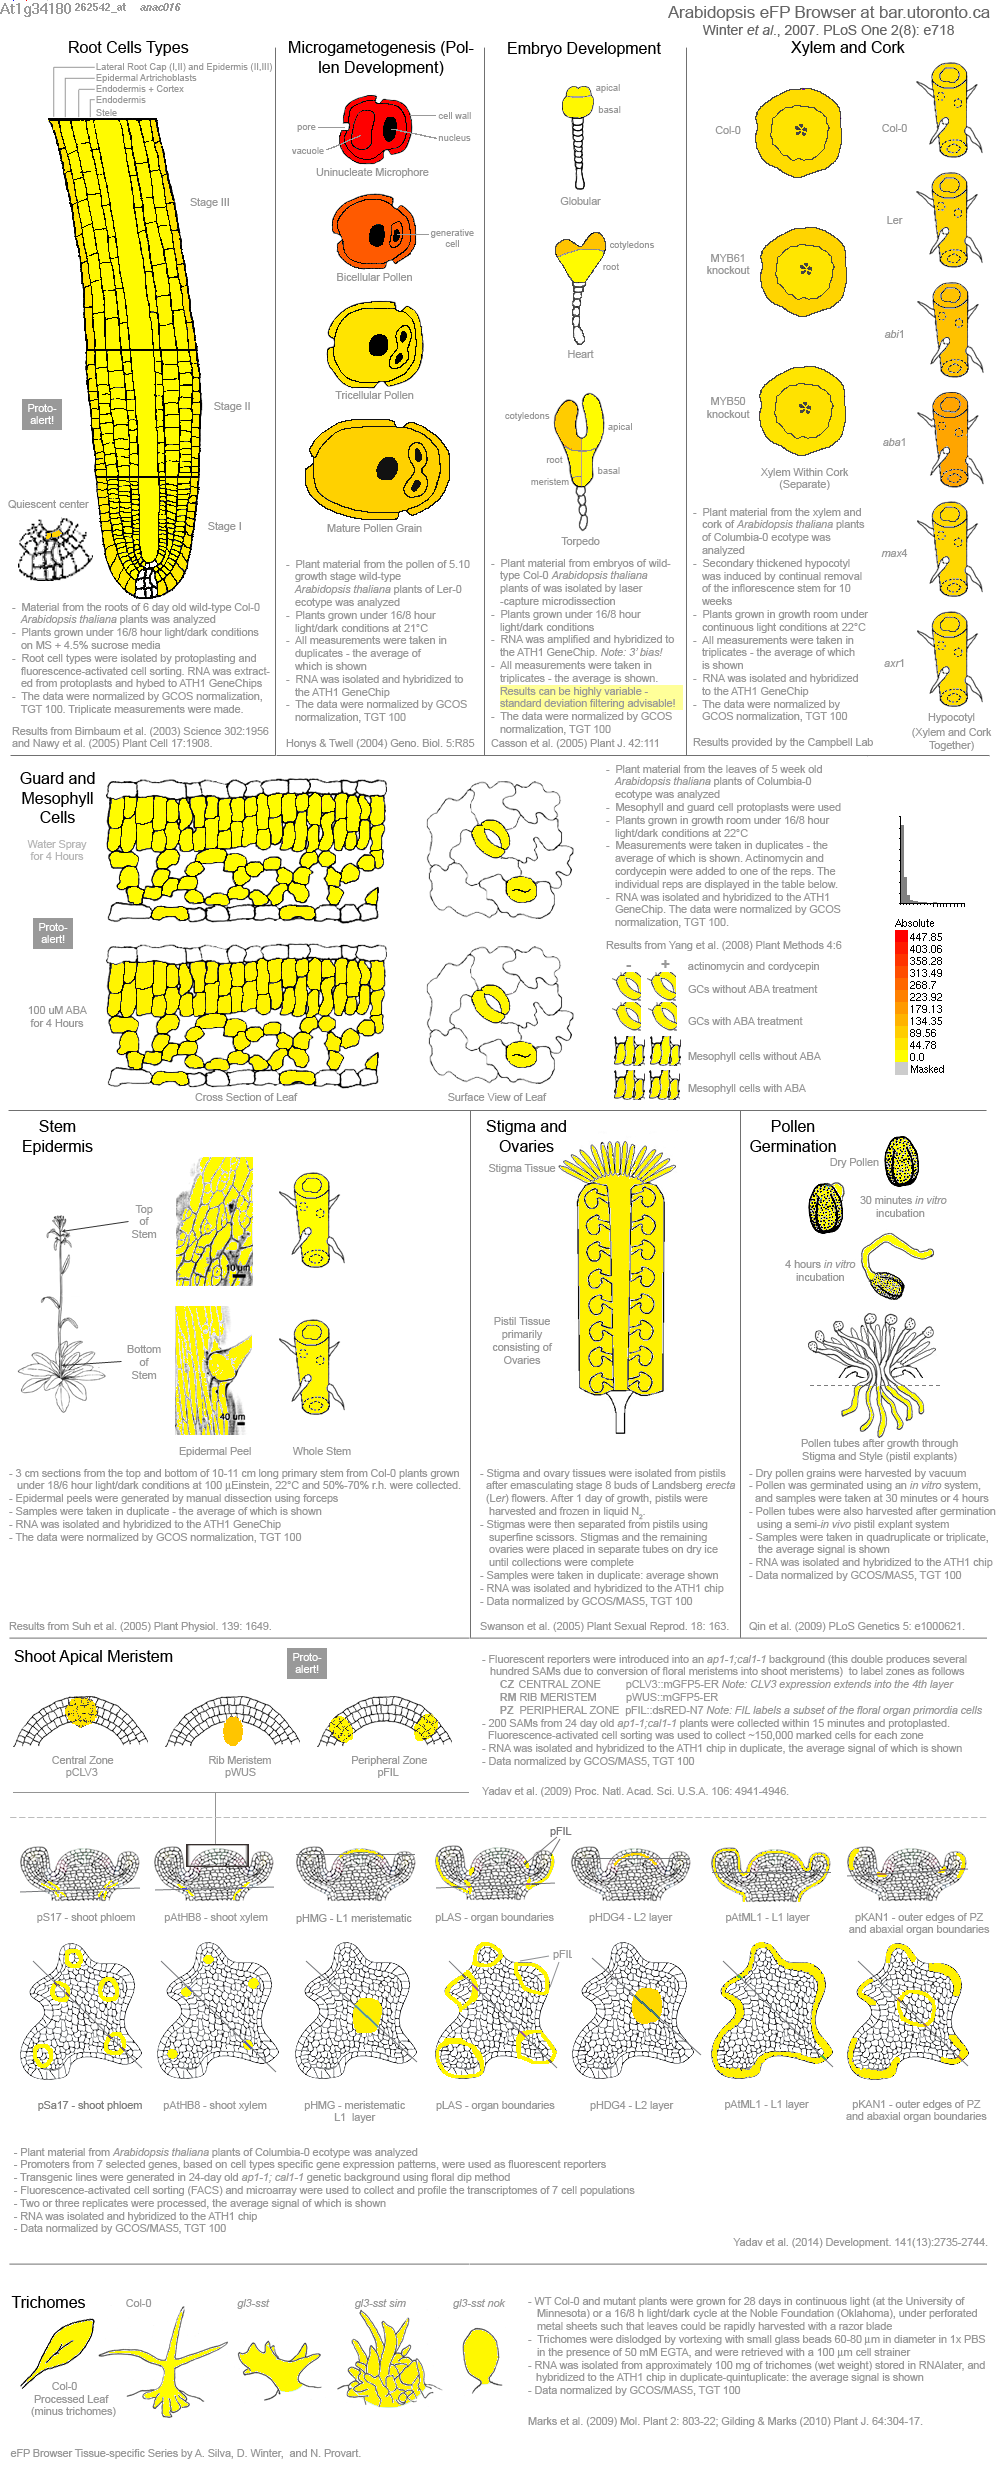 At1g34180 262542_at anac016
Arabidopsis eFP Browser at bar.utoronto.ca
Winter et al., 2007. PLoS One 2(8): e718
Root Cells Types
Lateral Root Cap (I,II) and Epidermis (II,III)
Epidermal Artrichoblasts
Endodermis + Cortex
Endodermis
Stele
Stage III
Proto-
alert!
Stage II
Quiescent center
Stage I
- Material from the roots of 6 day old wild-type Col-0
Arabidopsis thaliana plants was analyzed
- Plants grown under 16/8 hour light/dark conditions
on MS + 4.5% sucrose media
- Root cell types were isolated by protoplasting and
fluorescence-activated cell sorting. RNA was extract-
ed from protoplasts and hybed to ATH1 GeneChips
- The data were normalized by GCOS normalization,
TGT 100. Triplicate measurements were made.
Results from Birnbaum et al. (2003) Science 302:1956
and Nawy et al. (2005) Plant Cell 17:1908.
Microgametogenesis (Pol-
len Development)
cell wall
pore
nucleus
vacuole
Uninucleate Microphore
generative
cell
Bicellular Pollen
Tricellular Pollen
Mature Pollen Grain
- Plant material from the pollen of 5.10
growth stage wild-type
Arabidopsis thaliana plants of Ler-0
ecotype was analyzed
- Plants grown under 16/8 hour
light/dark conditions at 21°C
- All measurements were taken in
duplicates - the average of
which is shown
- RNA was isolated and hybridized to
the ATH1 GeneChip
- The data were normalized by GCOS
normalization, TGT 100
Honys & Twell (2004) Geno. Biol. 5:R85
Embryo Development
apical
basal
Globular
cotyledons
root
Heart
cotyledons
apical
root
basal
meristem
Torpedo
- Plant material from embryos of wild-
type Col-0 Arabidopsis thaliana
plants of was isolated by laser
-capture microdissection
- Plants grown under 16/8 hour
light/dark conditions
- RNA was amplified and hybridized to
the ATH1 GeneChip. Note: 3' bias!
- All measurements were taken in
triplicates - the average is shown.
Results can be highly variable -
standard deviation filtering advisable!
- The data were normalized by GCOS
normalization, TGT 100
Casson et al. (2005) Plant J. 42:111
Xylem and Cork
Col-0
Col-0
Ler
MYB61
knockout
abi1
MYB50
knockout
aba1
Xylem Within Cork
(Separate)
max4
axr1
Hypocotyl
(Xylem and Cork
Together)
- Plant material from the xylem and
cork of Arabidopsis thaliana plants
of Columbia-0 ecotype was
analyzed
- Secondary thickened hypocotyl
was induced by continual removal
of the inflorescence stem for 10
weeks
- Plants grown in growth room under
continuous light conditions at 22°C
- All measurements were taken in
triplicates - the average of which
is shown
- RNA was isolated and hybridized
to the ATH1 GeneChip
- The data were normalized by
GCOS normalization, TGT 100
Results provided by the Campbell Lab
Guard and
Mesophyll
Cells
Water Spray
for 4 Hours
Proto-
alert!
100 uM ABA
for 4 Hours
Cross Section of Leaf
Surface View of Leaf
- Plant material from the leaves of 5 week old
Arabidopsis thaliana plants of Columbia-0
ecotype was analyzed
- Mesophyll and guard cell protoplasts were used
- Plants grown in growth room under 16/8 hour
light/dark conditions at 22°C
- Measurements were taken in duplicates - the
average of which is shown. Actinomycin and
cordycepin were added to one of the reps. The
individual reps are displayed in the table below.
- RNA was isolated and hybridized to the ATH1
GeneChip. The data were normalized by GCOS
normalization, TGT 100.
Results from Yang et al. (2008) Plant Methods 4:6
- + actinomycin and cordycepin
GCs without ABA treatment
GCs with ABA treatment
Mesophyll cells without ABA
Mesophyll cells with ABA
Absolute
447.85
403.06
358.28
313.49
268.7
223.92
179.13
134.35
89.56
44.78
0.0
Masked
Stem
Epidermis
Top
of
Stem
10 um
Bottom
of
Stem
40 um
Epidermal Peel
Whole Stem
- 3 cm sections from the top and bottom of 10-11 cm long primary stem from Col-0 plants grown
under 18/6 hour light/dark conditions at 100 µEinstein, 22°C and 50%-70% r.h. were collected.
- Epidermal peels were generated by manual dissection using forceps
- Samples were taken in duplicate - the average of which is shown
- RNA was isolated and hybridized to the ATH1 GeneChip
- The data were normalized by GCOS normalization, TGT 100
Results from Suh et al. (2005) Plant Physiol. 139: 1649.
Stigma and
Ovaries
Stigma Tissue
Pistil Tissue
primarily
consisting of
Ovaries
- Stigma and ovary tissues were isolated from pistils
after emasculating stage 8 buds of Landsberg erecta
(Ler) flowers. After 1 day of growth, pistils were
harvested and frozen in liquid N2.
- Stigmas were then separated from pistils using
superfine scissors. Stigmas and the remaining
ovaries were placed in separate tubes on dry ice
until collections were complete
- Samples were taken in duplicate: average shown
- RNA was isolated and hybridized to the ATH1 chip
- Data normalized by GCOS/MAS5, TGT 100
Swanson et al. (2005) Plant Sexual Reprod. 18: 163.
Pollen
Germination
Dry Pollen
30 minutes in vitro
incubation
4 hours in vitro
incubation
Pollen tubes after growth through
Stigma and Style (pistil explants)
- Dry pollen grains were harvested by vacuum
- Pollen was germinated using an in vitro system,
and samples were taken at 30 minutes or 4 hours
- Pollen tubes were also harvested after germination
using a semi-in vivo pistil explant system
- Samples were taken in quadruplicate or triplicate,
the average signal is shown
- RNA was isolated and hybridized to the ATH1 chip
- Data normalized by GCOS/MAS5, TGT 100
Qin et al. (2009) PLoS Genetics 5: e1000621.
Shoot Apical Meristem
Proto-
alert!
Central Zone
pCLV3
Rib Meristem
pWUS
Peripheral Zone
pFIL
- Fluorescent reporters were introduced into an ap1-1;cal1-1 background (this double produces several
hundred SAMs due to conversion of floral meristems into shoot meristems) to label zones as follows
CZ CENTRAL ZONE pCLV3::mGFP5-ER Note: CLV3 expression extends into the 4th layer
RM RIB MERISTEM pWUS::mGFP5-ER
PZ PERIPHERAL ZONE pFIL::dsRED-N7 Note: FIL labels a subset of the floral organ primordia cells
- 200 SAMs from 24 day old ap1-1;cal1-1 plants were collected within 15 minutes and protoplasted.
Fluorescence-activated cell sorting was used to collect ~150,000 marked cells for each zone
- RNA was isolated and hybridized to the ATH1 chip in duplicate, the average signal of which is shown
- Data normalized by GCOS/MAS5, TGT 100
Yadav et al. (2009) Proc. Natl. Acad. Sci. U.S.A. 106: 4941-4946.
pFIL
pS17 - shoot phloem
pAtHB8 - shoot xylem
pHMG - L1 meristematic
pLAS - organ boundaries
pHDG4 - L2 layer
pAtML1 - L1 layer
pKAN1 - outer edges of PZ
and abaxial organ boundaries
pFIL
pSa17 - shoot phloem
pAtHB8 - shoot xylem
pHMG - meristematic
L1 layer
pLAS - organ boundaries
pHDG4 - L2 layer
pAtML1 - L1 layer
pKAN1 - outer edges of PZ
and abaxial organ boundaries
- Plant material from Arabidopsis thaliana plants of Columbia-0 ecotype was analyzed
- Promoters from 7 selected genes, based on cell types specific gene expression patterns, were used as fluorescent reporters
- Transgenic lines were generated in 24-day old ap1-1; cal1-1 genetic background using floral dip method
- Fluorescence-activated cell sorting (FACS) and microarray were used to collect and profile the transcriptomes of 7 cell populations
- Two or three replicates were processed, the average signal of which is shown
- RNA was isolated and hybridized to the ATH1 chip
- Data normalized by GCOS/MAS5, TGT 100
Yadav et al. (2014) Development. 141(13):2735-2744.
Trichomes
Col-0
gl3-sst
gl3-sst sim
gl3-sst nok
Col-0
Processed Leaf
(minus trichomes)
- WT Col-0 and mutant plants were grown for 28 days in continuous light (at the University of
Minnesota) or a 16/8 h light/dark cycle at the Noble Foundation (Oklahoma), under perforated
metal sheets such that leaves could be rapidly harvested with a razor blade
- Trichomes were dislodged by vortexing with small glass beads 60-80 µm in diameter in 1x PBS
in the presence of 50 mM EGTA, and were retrieved with a 100 µm cell strainer
- RNA was isolated from approximately 100 mg of trichomes (wet weight) stored in RNAlater, and
hybridized to the ATH1 chip in duplicate-quintuplicate: the average signal is shown
- Data normalized by GCOS/MAS5, TGT 100
Marks et al. (2009) Mol. Plant 2: 803-22; Gilding & Marks (2010) Plant J. 64:304-17.
eFP Browser Tissue-specific Series by A. Silva, D. Winter, and N. Provart.